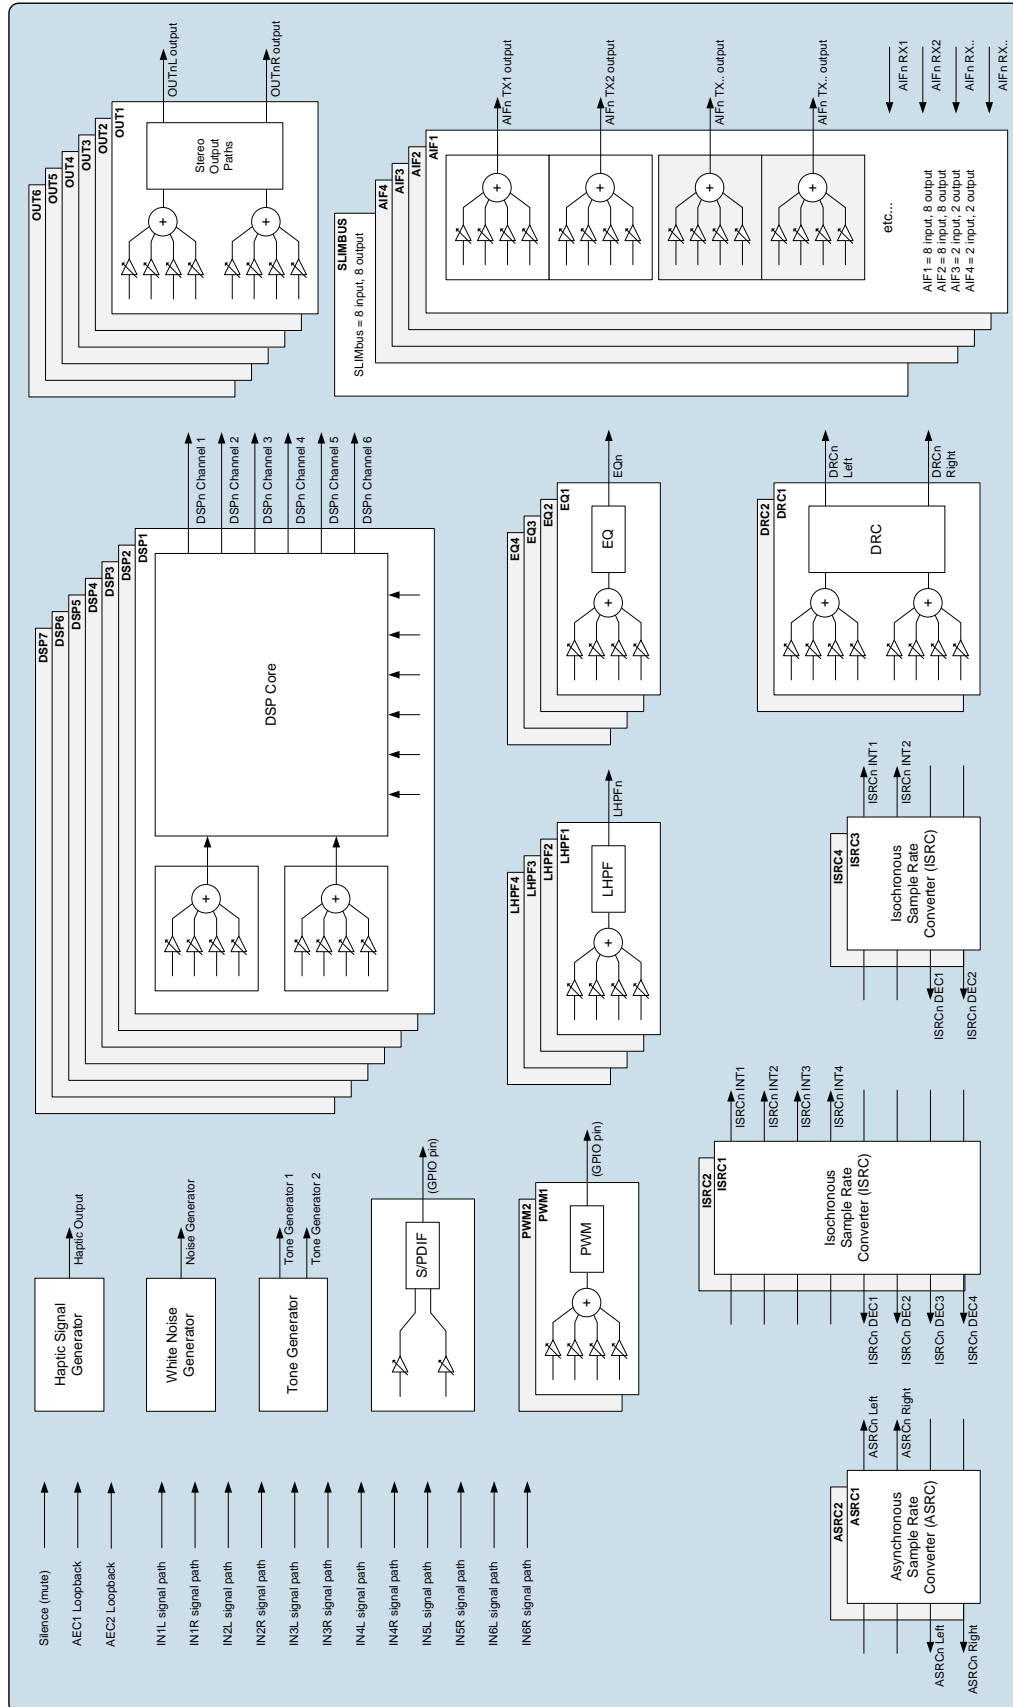 OUT6
OUT5
OUT4
OUT3
OUT2
OUT1
Stereo
Output
Paths
OUTnL output
OUTnR output
+
+
SLIMBUS
SLIMbus = 8 input, 8 output
AIF4
AIF3
AIF2
AIF1
AIFn TX1 output
AIFn TX2 output
AIFn TX.. output
AIFn TX.. output
+
+
+
+
etc...
AIF1 = 8 input, 8 output
AIF2 = 8 input, 8 output
AIF3 = 2 input, 2 output
AIF4 = 2 input, 2 output
AIFn RX1
AIFn RX2
AIFn RX..
AIFn RX..
DSP7
DSP6
DSP5
DSP4
DSP3
DSP2
DSP1
DSP Core
DSPn Channel 1
DSPn Channel 2
DSPn Channel 3
DSPn Channel 4
DSPn Channel 5
DSPn Channel 6
+
+
EQ4
EQ3
EQ2
EQ1
EQ
EQn
+
DRC2
DRC1
DRC
DRCn
Left
DRCn
Right
+
+
LHPF4
LHPF3
LHPF2
LHPF1
LHPF
LHPFn
+
ISRC4
ISRC3
Isochronous
Sample Rate
Converter (ISRC)
ISRCn INT1
ISRCn INT2
ISRCn DEC1
ISRCn DEC2
Haptic Signal
Generator
Haptic Output
White Noise
Generator
Noise Generator
Tone Generator
Tone Generator 1
Tone Generator 2
S/PDIF
(GPIO pin)
PWM2
PWM1
PWM
(GPIO pin)
+
ISRC2
ISRC1
Isochronous
Sample Rate
Converter (ISRC)
ISRCn INT1
ISRCn INT2
ISRCn INT3
ISRCn INT4
ISRCn DEC1
ISRCn DEC2
ISRCn DEC3
ISRCn DEC4
Silence (mute)
AEC1 Loopback
AEC2 Loopback
IN1L signal path
IN1R signal path
IN2L signal path
IN2R signal path
IN3L signal path
IN3R signal path
IN4L signal path
IN4R signal path
IN5L signal path
IN5R signal path
IN6L signal path
IN6R signal path
ASRC2
ASRC1
Asynchronous
Sample Rate
Converter (ASRC)
ASRCn Left
ASRCn Right
ASRCn Left
ASRCn Right